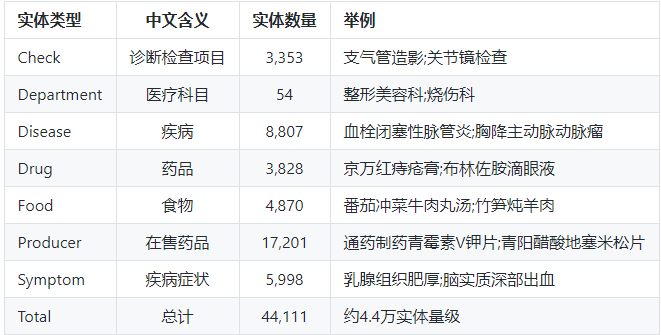 实体类型 中文含义 实体数量 举例
Check 诊断检查项目 3,353 支气管造影;关节镜检查
Department 医疗科目 54 整形美容科;烧伤科
Disease 疾病 8,807 血栓闭塞性脉管炎;胸降主动脉动脉瘤
Drug 药品 3,828 京万红痔疮膏;布林佐胺滴眼液
Food 食物 4,870 番茄冲菜牛肉丸汤;竹笋炖羊肉
Producer 在售药品 17,201 通药制药青霉素V钾片;青阳醋酸地塞米松片
Symptom 疾病症状 5,998 乳腺组织肥厚;脑实质深部出血
Total 总计 44,111 约4.4万实体量级